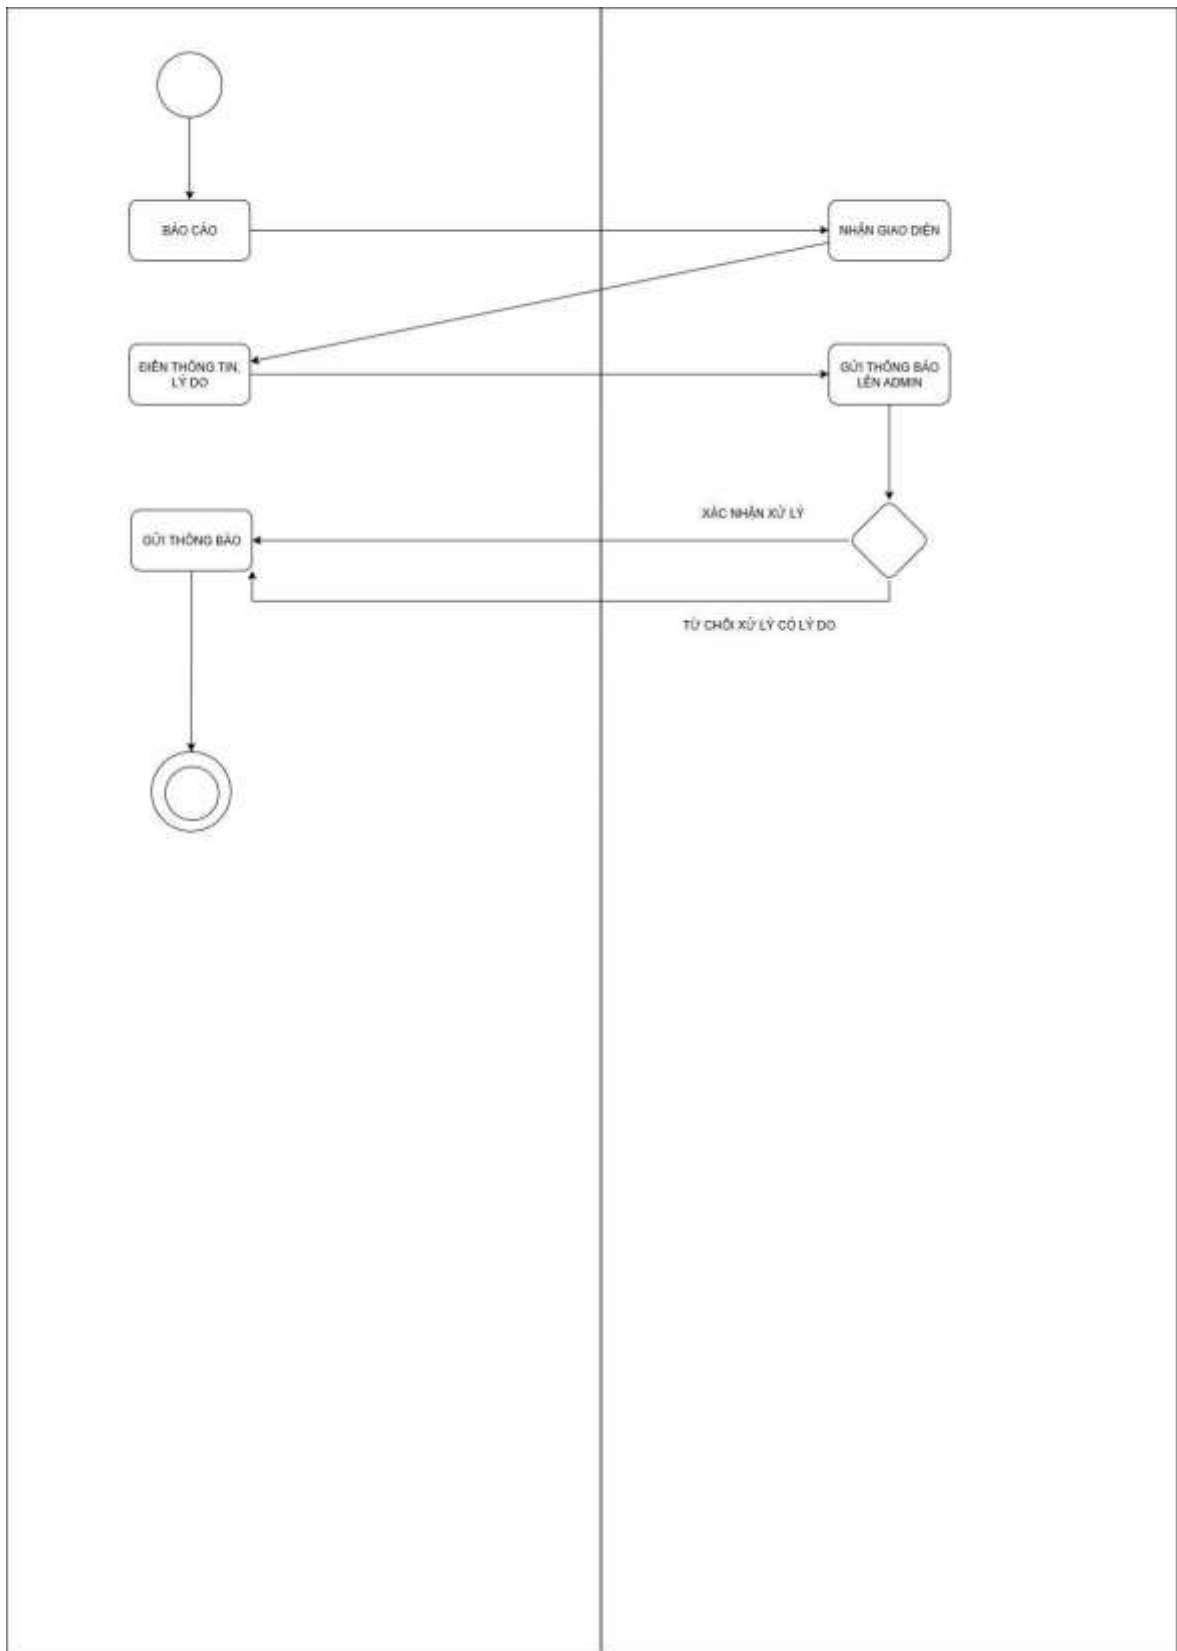 BÁO CÁO
NHẬN GIAO DIỆN
ĐIỀN THÔNG TIN,
LÝ DO
GỬI THÔNG BÁO
LÊN ADMIN
XÁC NHẬN XỬ LÝ
GỬI THÔNG BÁO
TỪ CHỐI XỬ LÝ CÓ LÝ DO